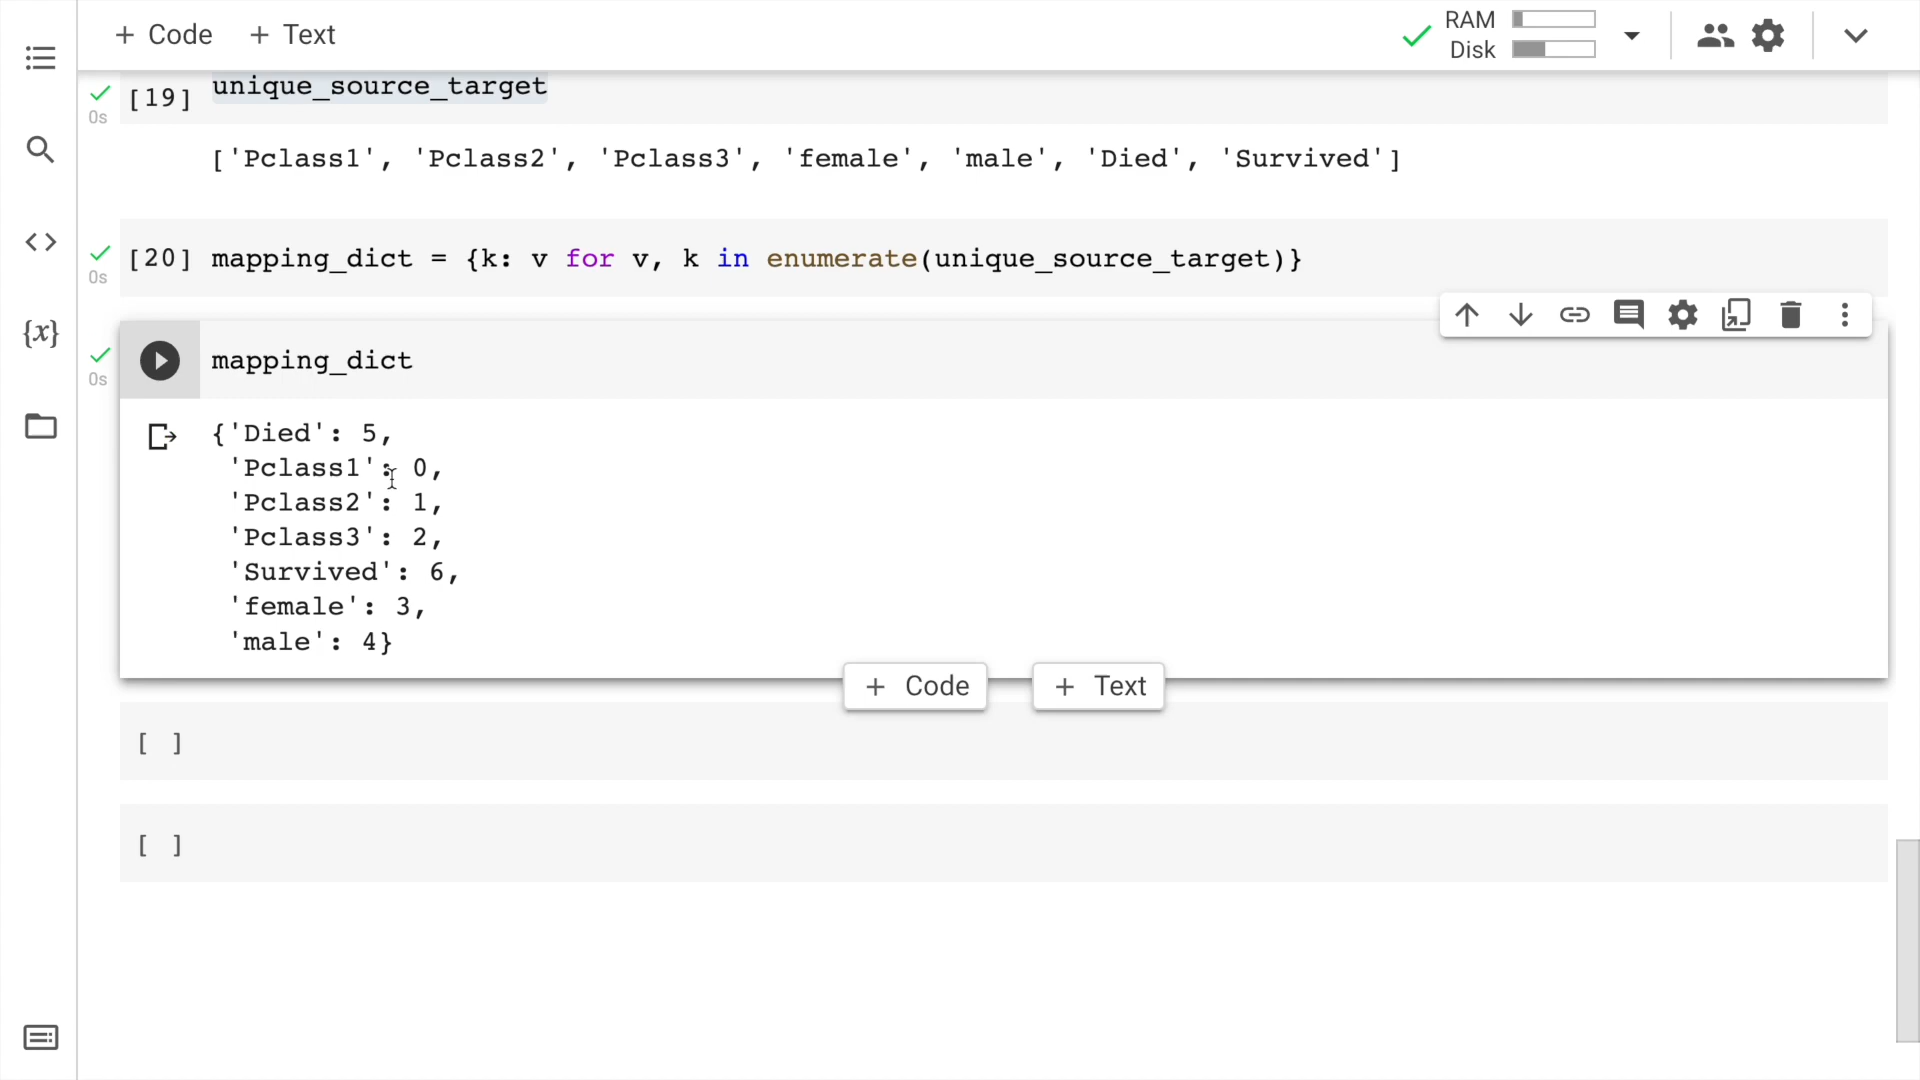 + Code + Text
RAM
Disk
[19] unique_source_target
0s
['Pclass1', 'Pclass2', 'Pclass3', 'female', 'male', 'Died', 'Survived']
[20] mapping_dict = {k: v for v, k in enumerate(unique_source_target)}
0s
{x}
mapping_dict
0s
{'Died': 5,
'Pclass1': 0,
'Pclass2': 1,
'Pclass3': 2,
'Survived': 6,
'female': 3,
'male': 4}
+ Code + Text
[ ]
[ ]